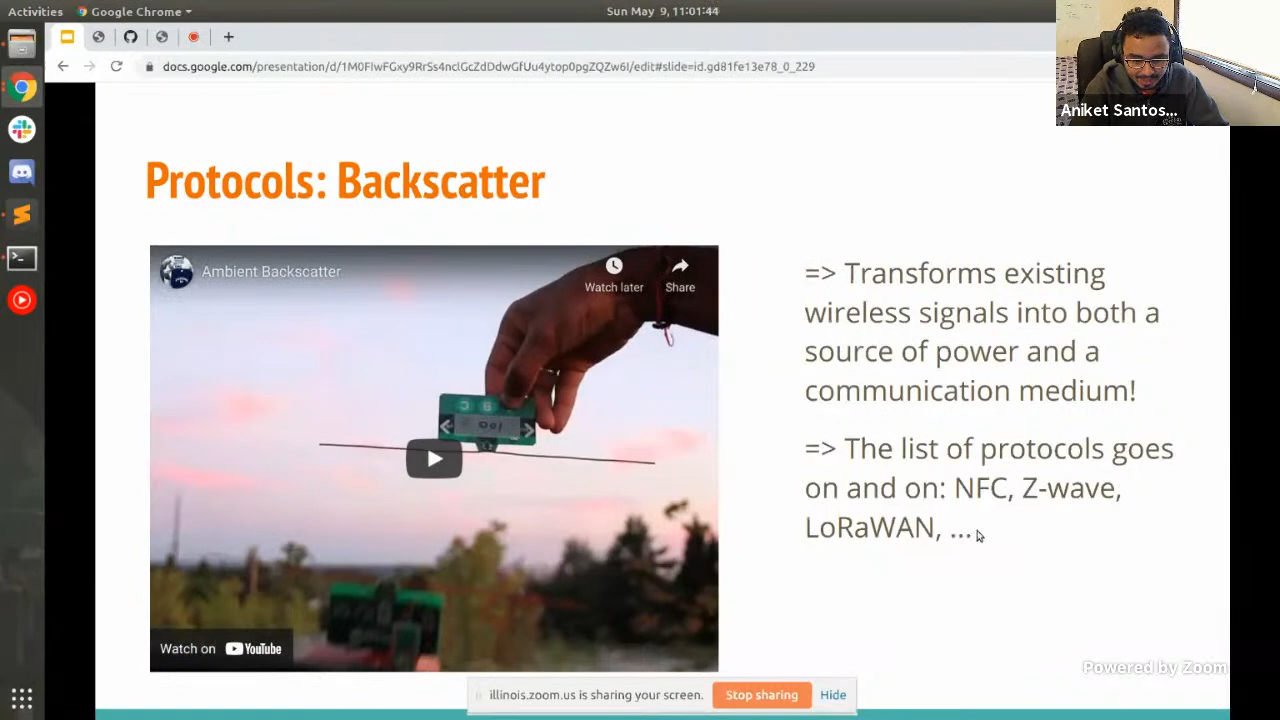 Activities
Google Chrome
Sun May 9, 11:01:44
docs.google.com/presentation/d/1M0FIwFGxy9RcSAnclGcZdDdwGfUu4ytop0pgZQZw6I/edit#slide=id.gd81fe13e78_0_229
Aniket Santos...
Protocols: Backscatter
Ambient Backscatter
Watch later
Share
=> Transforms existing
wireless signals into both a
source of power and a
communication medium!
=> The list of protocols goes
on and on: NFC, Z-wave,
LoRaWAN, ...
C B
001
Watch on YouTube
Powered by Zoom
illinois.zoom.us is sharing your screen.
Stop sharing
Hide